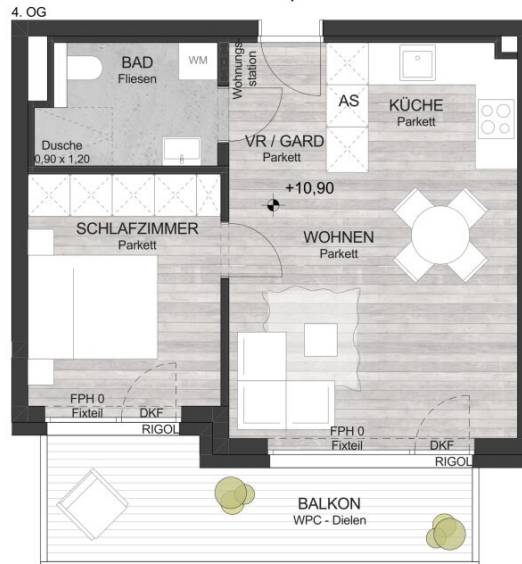 4. OG
BAD
Fliesen
WM
Wohnungs-
station
AS
KÜCHE
Parkett
VR / GARD
Parkett
Dusche
0,90 x 1,20
+10,90
SCHLAFZIMMER
Parkett
WOHNEN
Parkett
FPH 0
Fixteil
DKF
RIGOL
FPH 0
Fixteil
DKF
RIGOL
BALKON
WPC - Dielen